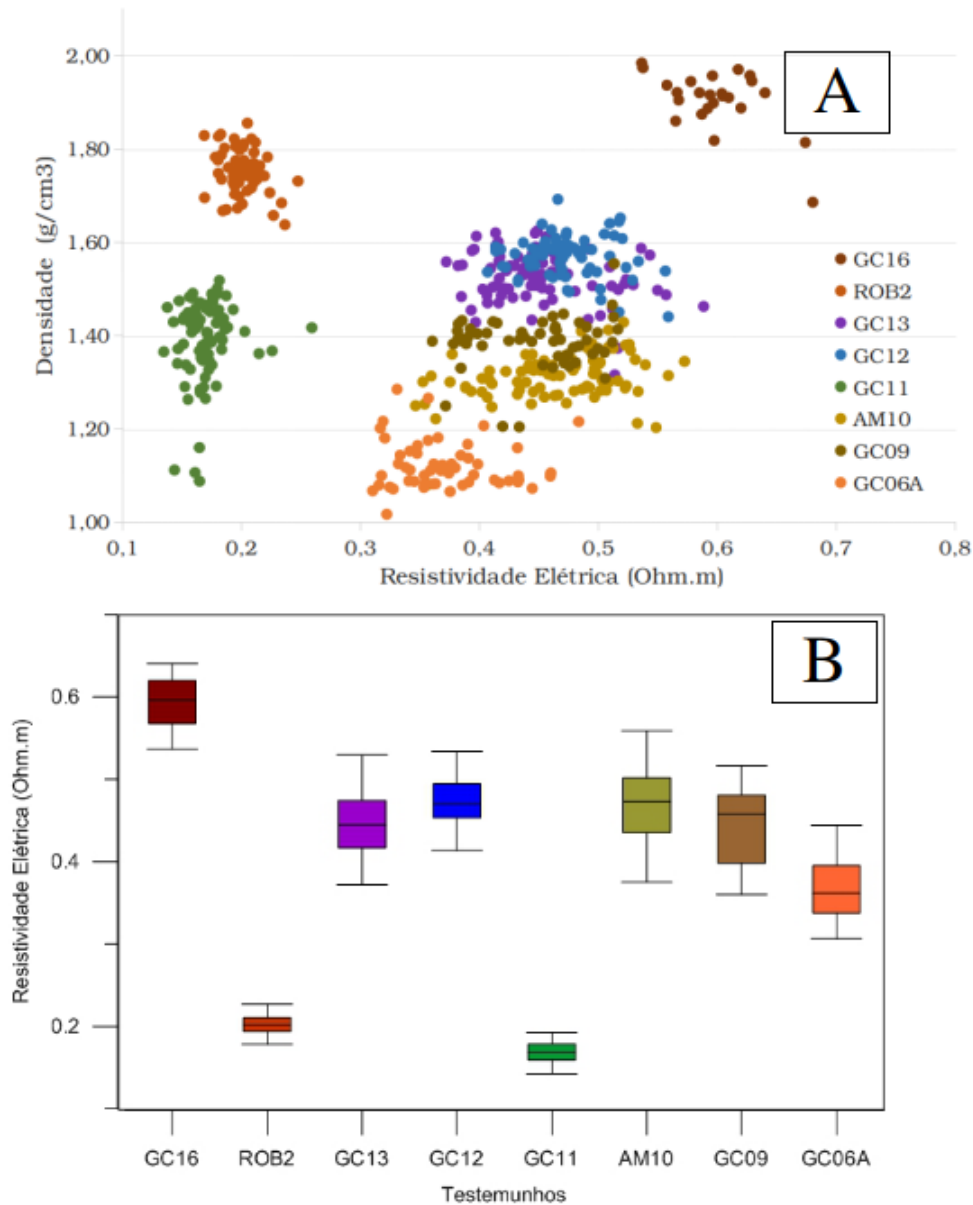 A
2,00
1,80
1,60
1,40
1,20
1,00
Densidade (g/cm3)
GC16
ROB2
GC13
GC12
GC11
AM10
GC09
GC06A
0,1 0,2 0,3 0,4 0,5 0,6 0,7 0,8
Resistividade Elétrica (Ohm.m)
B
0.6
0.4
0.2
Resistividade Elétrica (Ohm.m)
GC16 ROB2 GC13 GC12 GC11 AM10 GC09 GC06A
Testemunhos